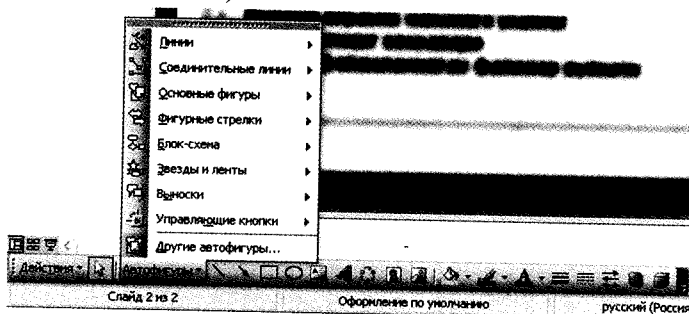 Линии
Соединительные линии
Основные фигуры
Фигурные стрелки
Блок-схема
Звезды и ленты
Выноски
Управляющие кнопки
Другие автофигуры...
Действия Автофигуры
Слайд 2 из 2 Оформление по умолчанию русский (Россия